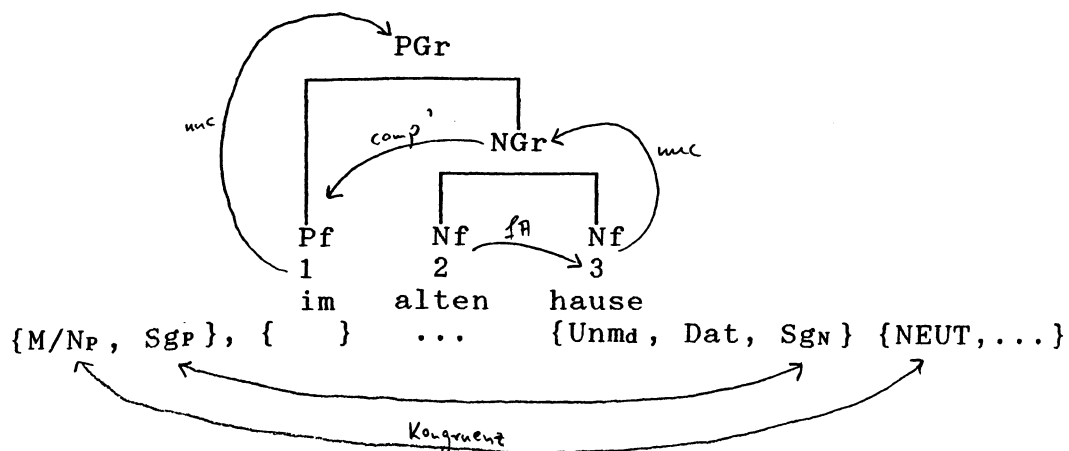 PGr
nuc
comp'
NGr
nuc
Pf Nf fA Nf
1 2 3
im alten hause
{M/NP, SgP}, { } ... {Unmd, Dat, SgN} {NEUT,...}
Kongruenz